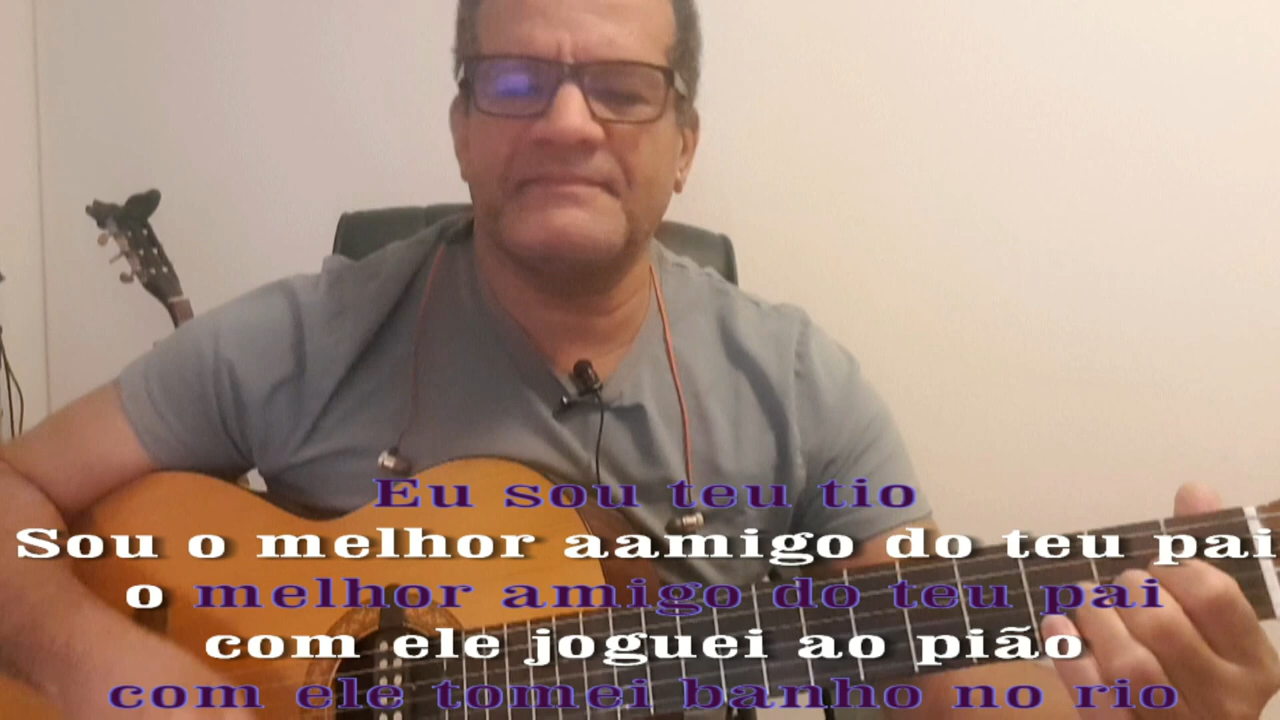 Eu sou teu tio
Sou o melhor aamigo do teu pai
o melhor amigo do teu pai
com ele joguei ao pião
com ele tomei banho no rio